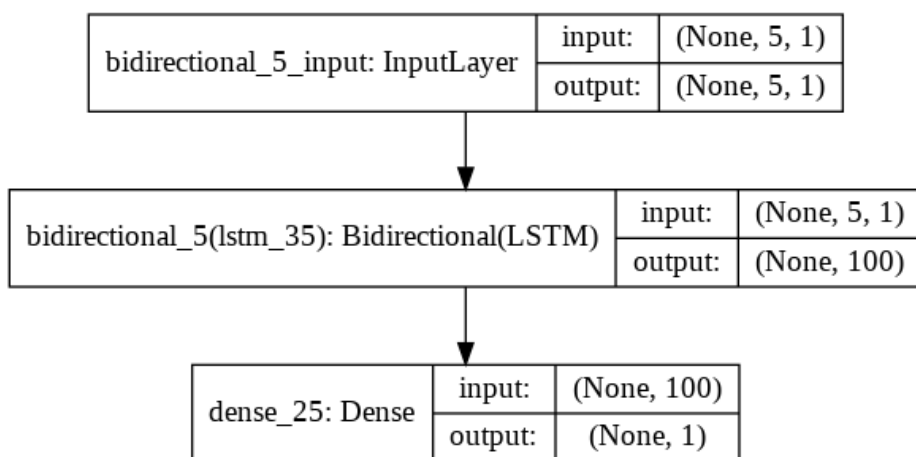 bidirectional_5_input: InputLayer
input: (None, 5, 1)
output: (None, 5, 1)
bidirectional_5(lstm_35): Bidirectional(LSTM)
input: (None, 5, 1)
output: (None, 100)
dense_25: Dense
input: (None, 100)
output: (None, 1)